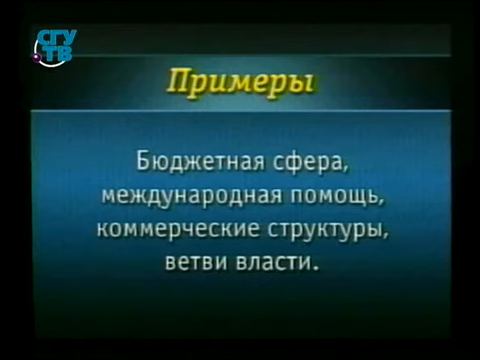 СГУ
ТВ
Примеры
Бюджетная сфера,
международная помощь,
коммерческие структуры,
ветви власти.